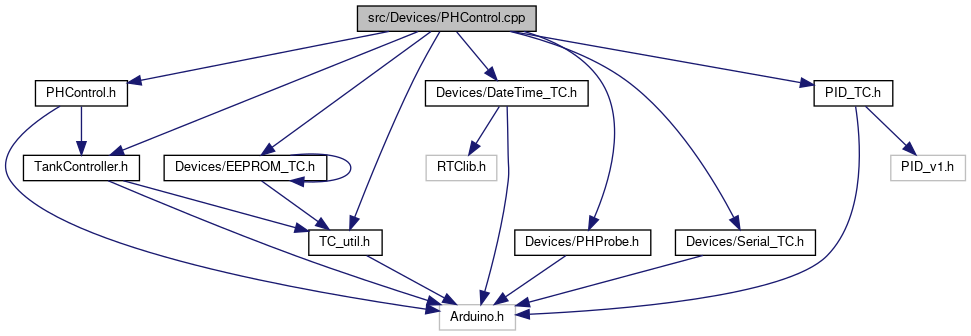 src/Devices/PHControl.cpp
PHControl.h
Devices/DateTime_TC.h
PID_TC.h
TankController.h
Devices/EEPROM_TC.h
RTClib.h
PID_v1.h
TC_util.h
Devices/PHProbe.h
Devices/Serial_TC.h
Arduino.h